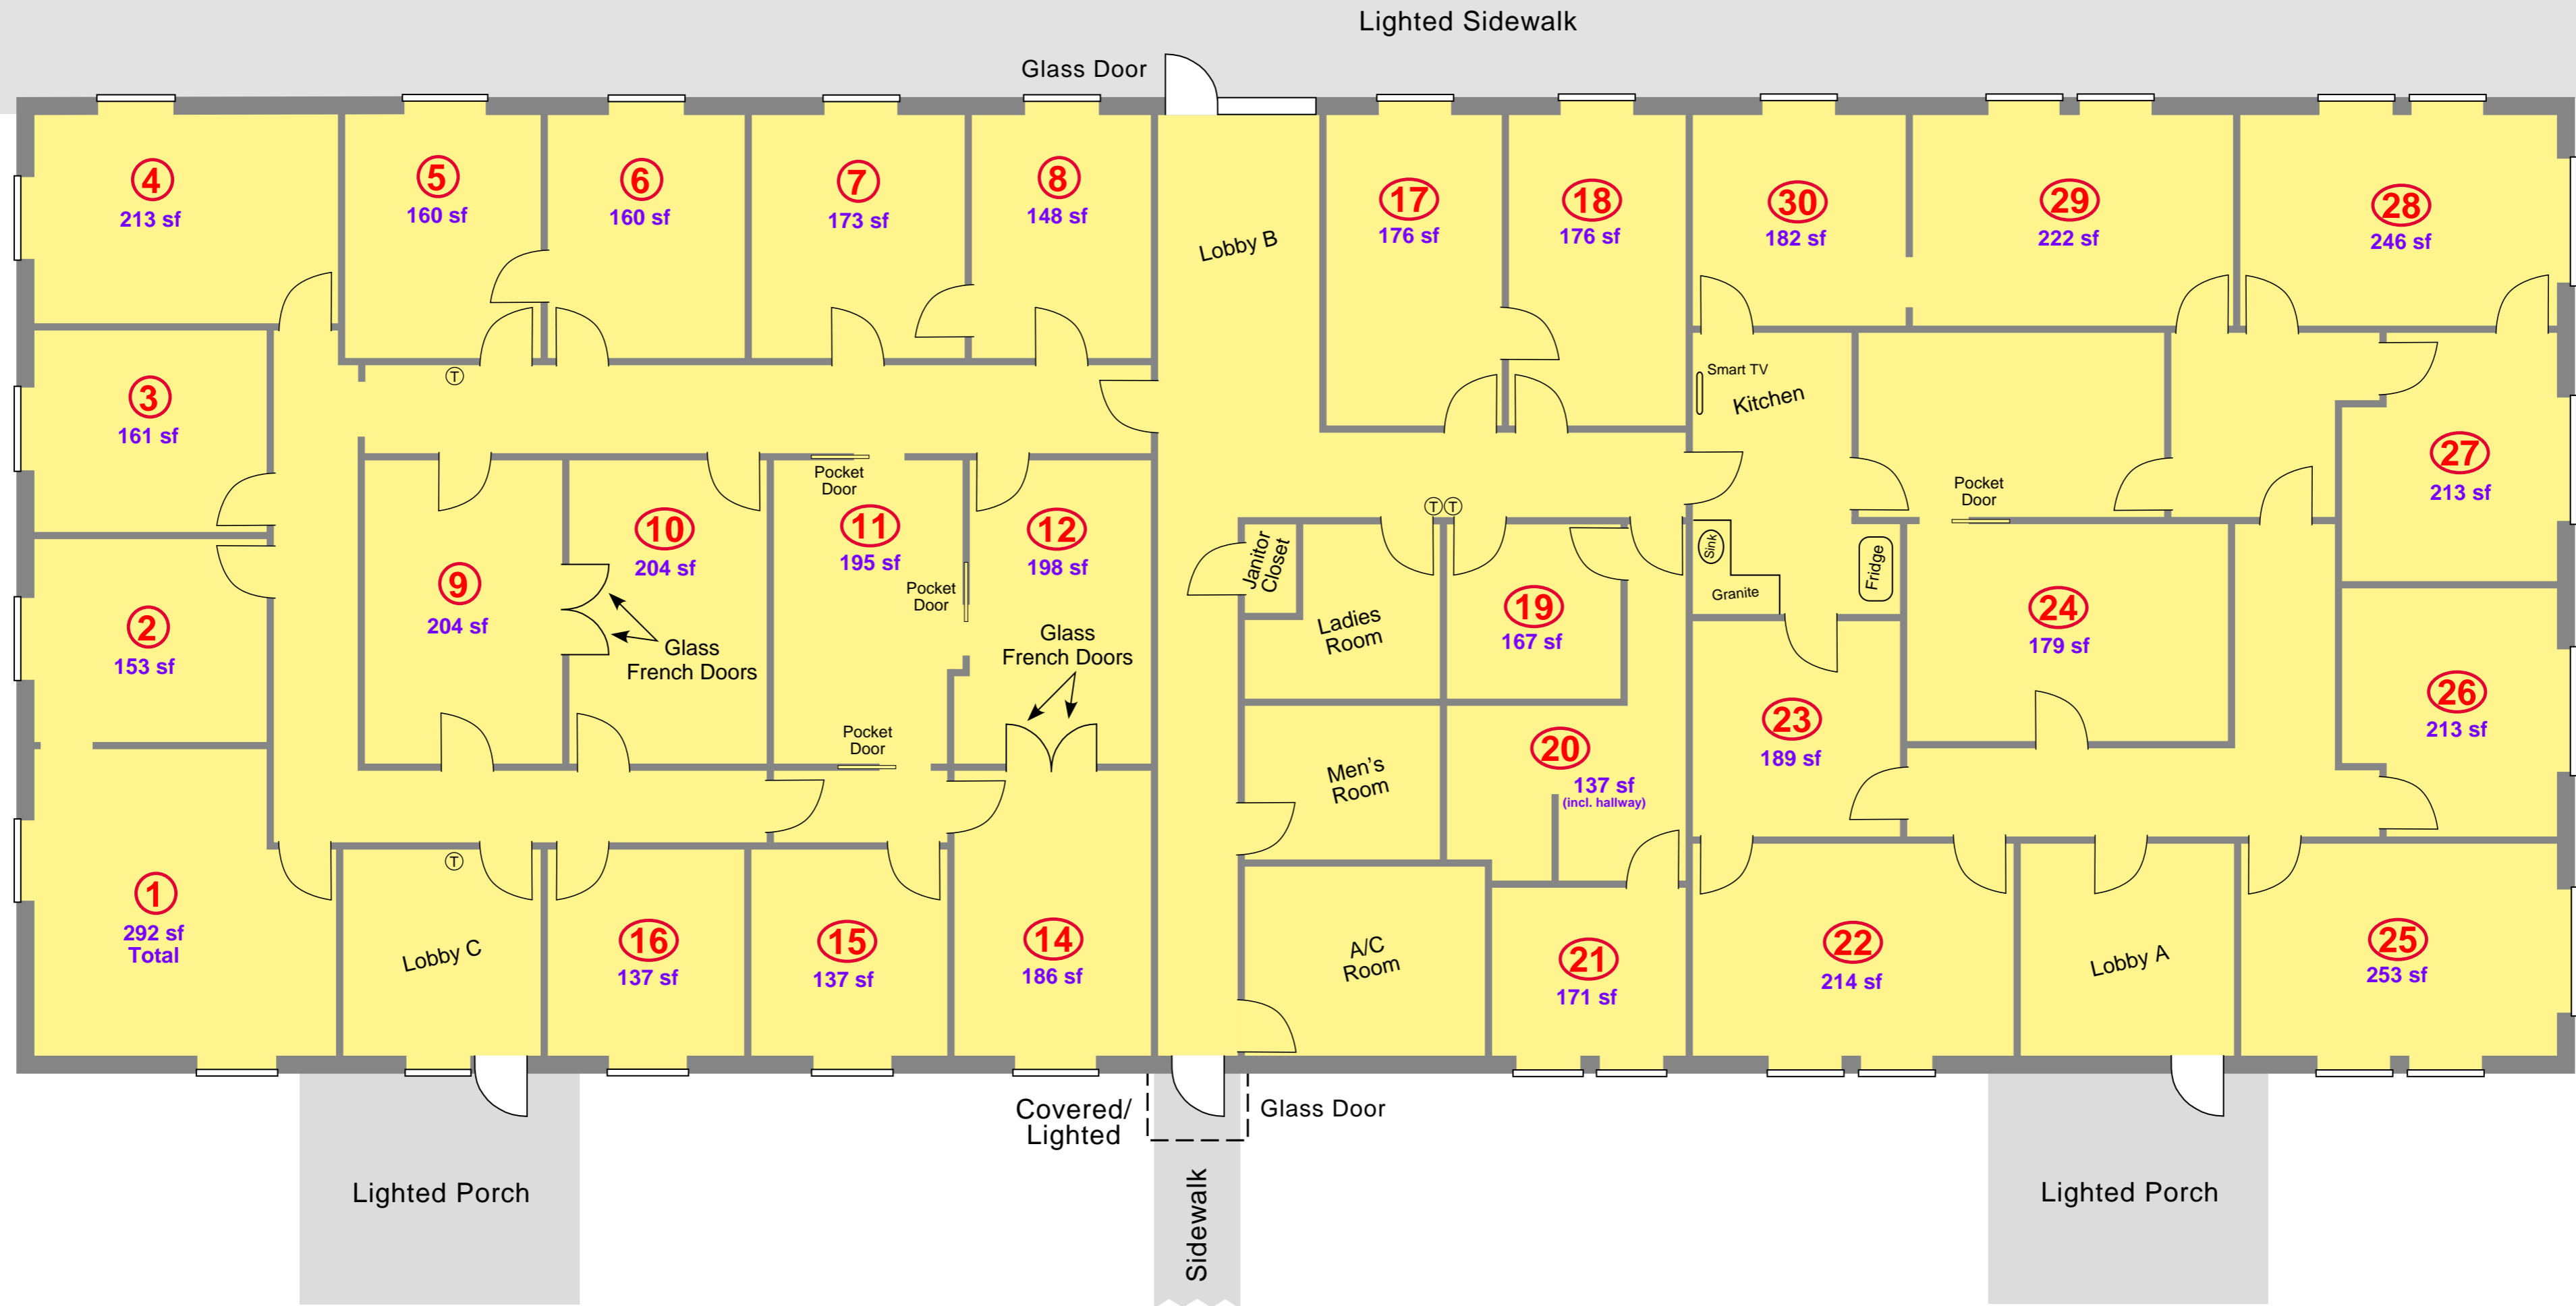 Lighted Sidewalk
Glass Door
4
213 sf
5
160 sf
6
160 sf
7
173 sf
8
148 sf
Lobby B
17
176 sf
18
176 sf
30
182 sf
29
222 sf
28
246 sf
3
161 sf
T
Smart TV
Kitchen
27
213 sf
Pocket
Door
Pocket
Door
T T
9
204 sf
10
204 sf
11
195 sf
12
198 sf
Pocket
Door
Glass
French Doors
Glass
French Doors
Janitor
Closet
Ladies
Room
19
167 sf
Sink
Granite
Fridge
24
179 sf
2
153 sf
26
213 sf
Pocket
Door
Men's
Room
20
137 sf
(incl. hallway)
23
189 sf
1
292 sf
Total
T
Lobby C
16
137 sf
15
137 sf
14
186 sf
A/C
Room
21
171 sf
22
214 sf
Lobby A
25
253 sf
Covered/
Lighted
Glass Door
Lighted Porch
Sidewalk
Lighted Porch